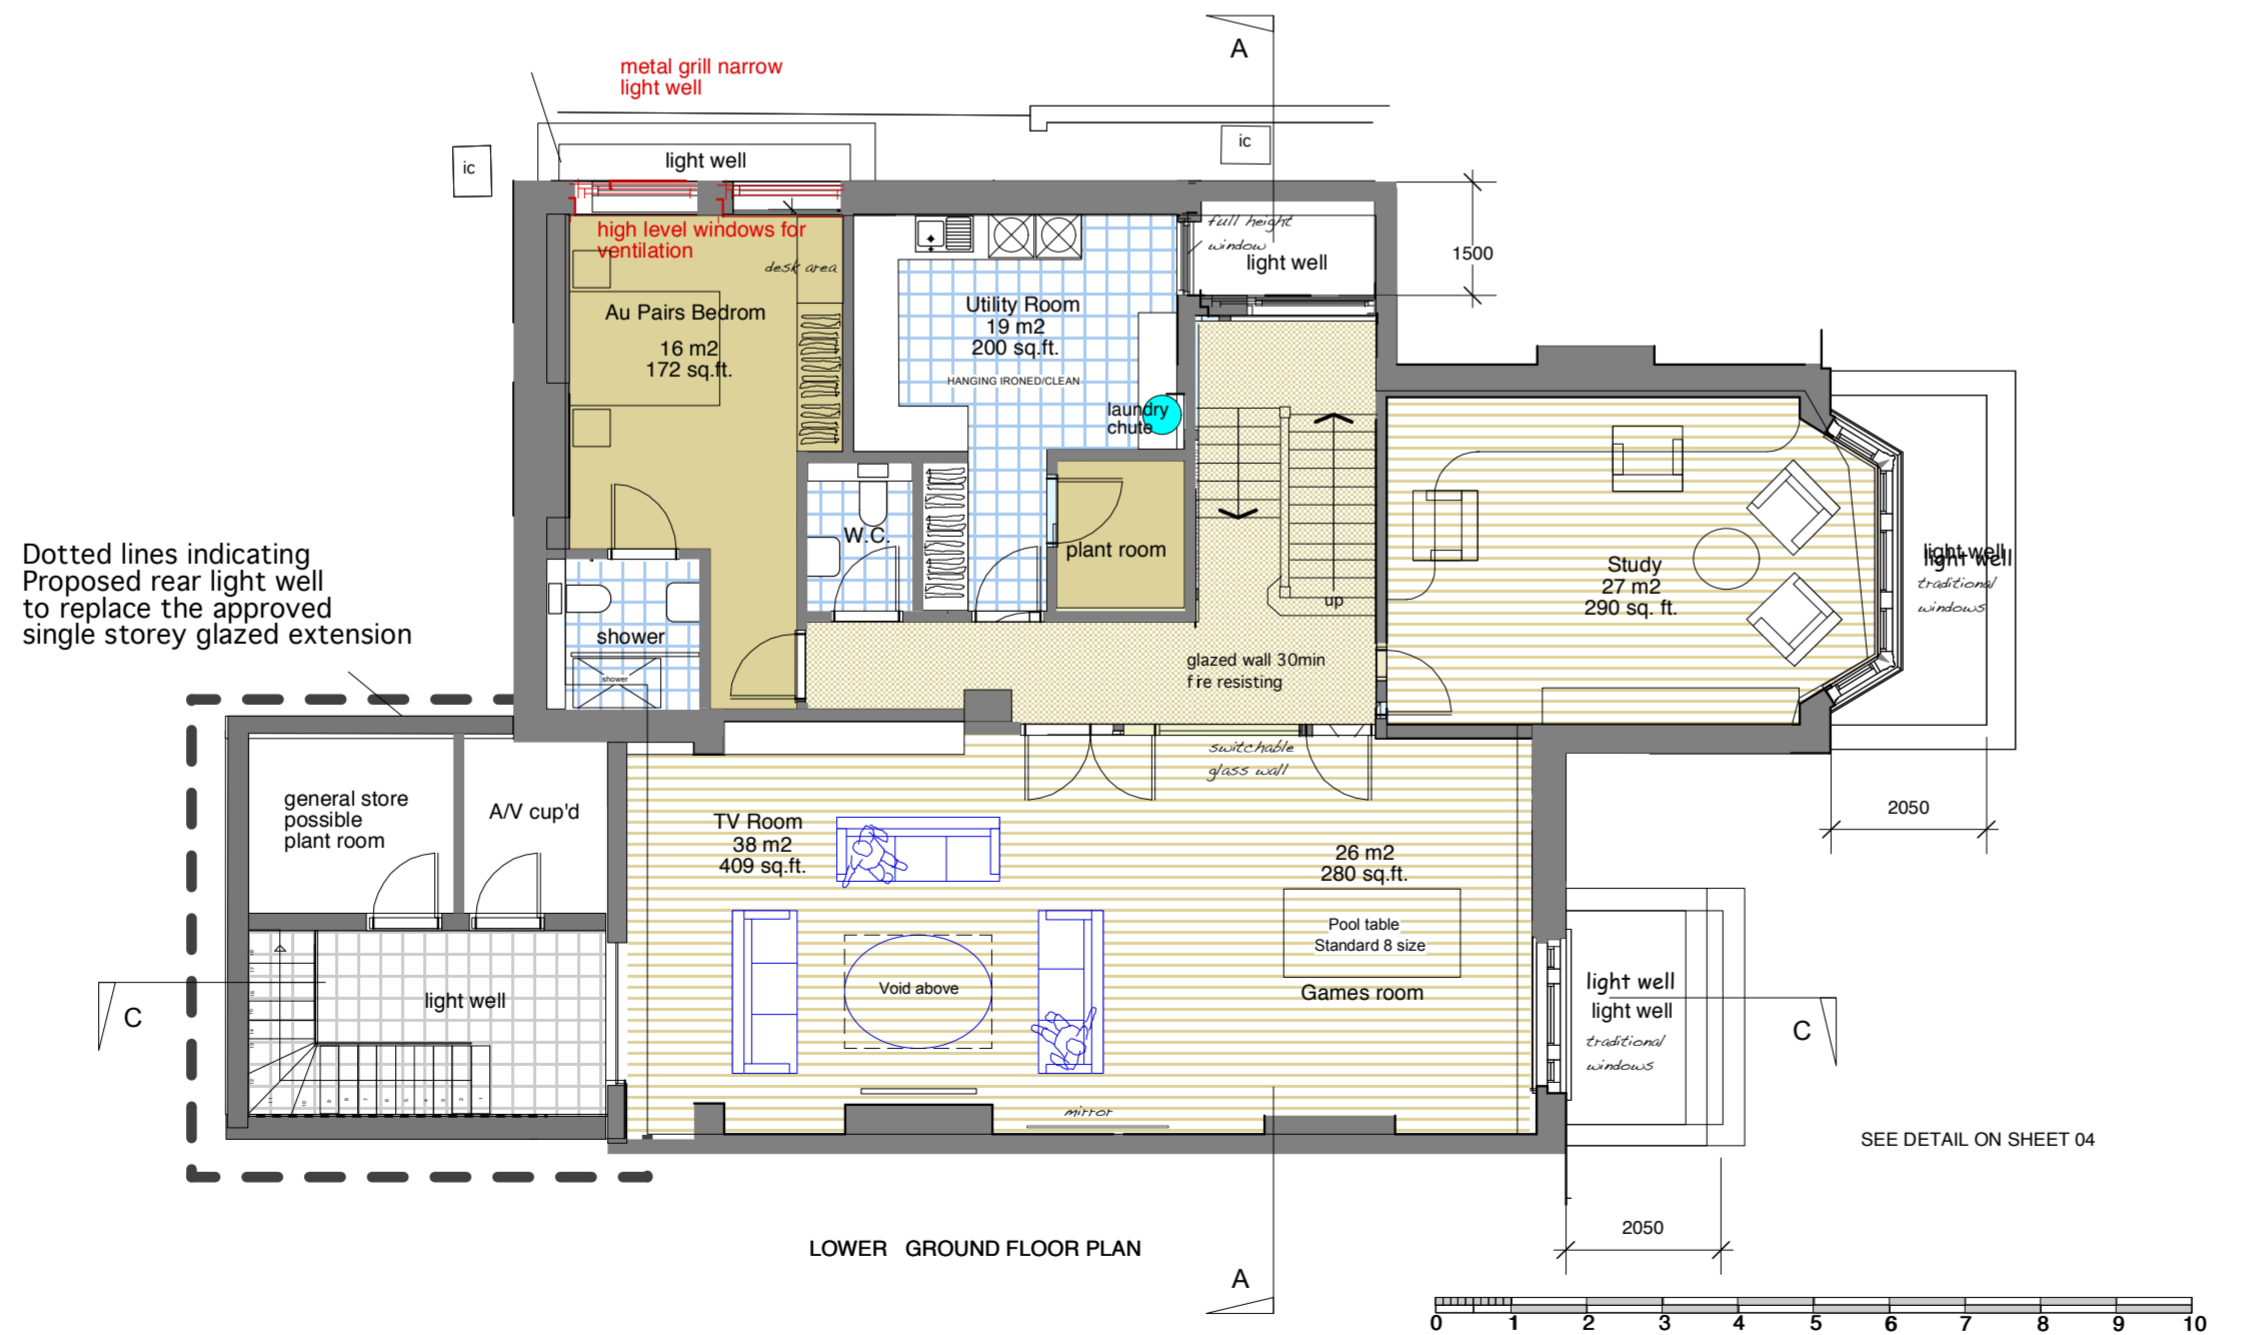 A
metal grill narrow
light well
ic
ic
light well
full height
window
light well
1500
high level windows for
ventilation
desk area
Au Pairs Bedrom
16 m2
172 sq.ft.
Utility Room
19 m2
200 sq.ft.
HANGING IRONED/CLEAN
laundry
chute
W.C.
plant room
up
Study
27 m2
290 sq. ft.
light well
light well
traditional
windows
Dotted lines indicating
Proposed rear light well
to replace the approved
single storey glazed extension
shower
shower
glazed wall 30min
fire resisting
switchable
glass wall
general store
possible
plant room
A/V cup'd
TV Room
38 m2
409 sq.ft.
26 m2
280 sq.ft.
2050
Pool table
Standard 8 size
Games room
Void above
light well
C
light well
light well
traditional
windows
C
mirror
SEE DETAIL ON SHEET 04
2050
LOWER GROUND FLOOR PLAN
A
0 1 2 3 4 5 6 7 8 9 10